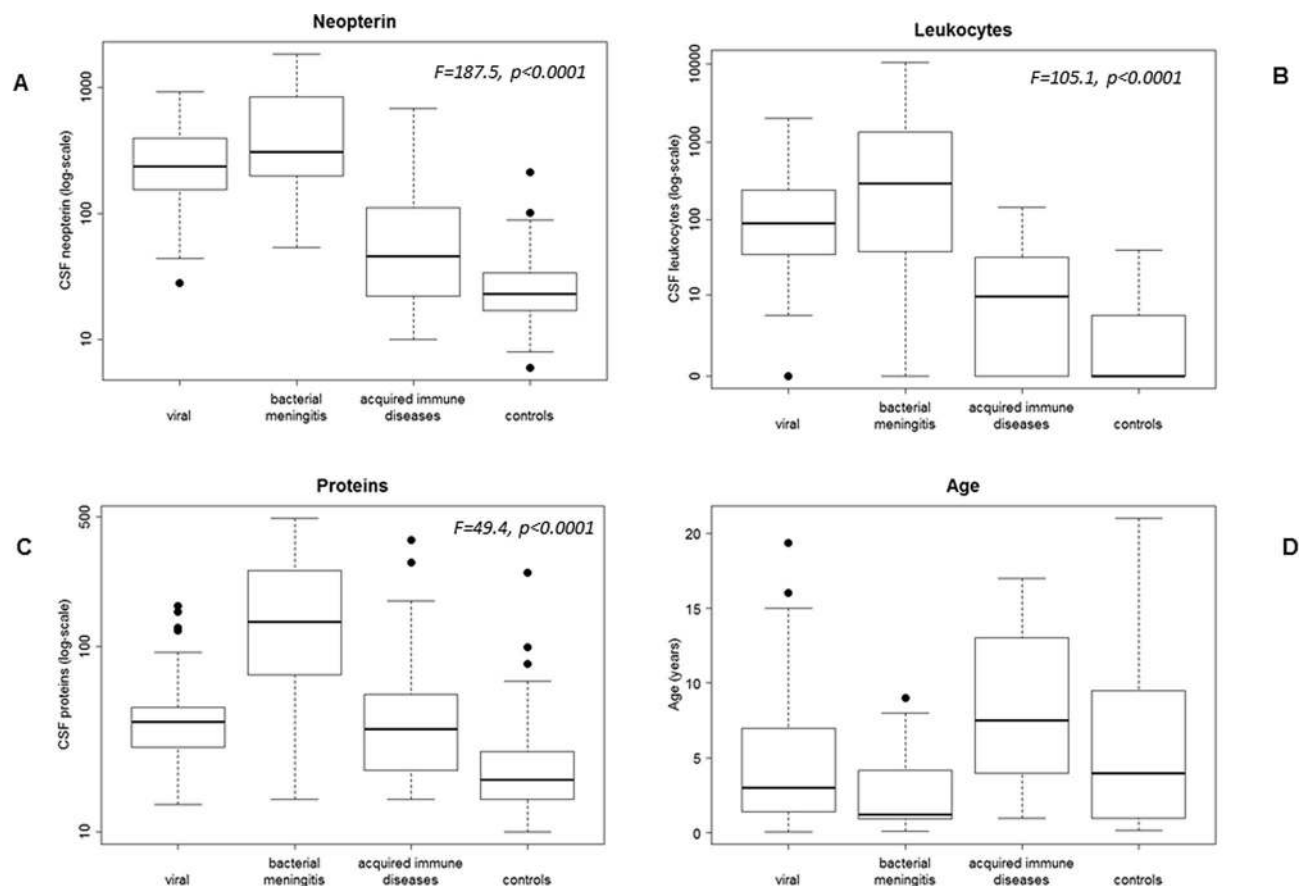 Neopterin
A
F=187.5, p<0.0001
CSF neopterin (log-scale)
1000
100
10
viral
bacterial
meningitis
acquired immune
diseases
controls
Leukocytes
B
F=105.1, p<0.0001
CSF leukocytes (log-scale)
10000
1000
100
10
0
viral
bacterial
meningitis
acquired immune
diseases
controls
Proteins
C
F=49.4, p<0.0001
CSF proteins (log-scale)
500
100
10
viral
bacterial
meningitis
acquired immune
diseases
controls
Age
D
Age (years)
20
15
10
5
0
viral
bacterial
meningitis
acquired immune
diseases
controls